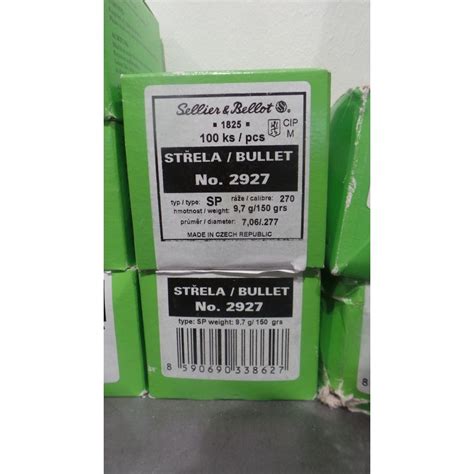 Sellier & Bellot S ®.
▪ 1825 ▪
CIP
M
100 ks / pcs
STŘELA / BULLET
No. 2927
typ / type: SP ráže / calibre: 270
hmotnost / weight: 9,7 g/150 grs
průměr / diameter: 7,06/.277
MADE IN CZECH REPUBLIC
STŘELA / BULLET
No. 2927
type: SP weight: 9,7 g/ 150 grs
8 590690 338627